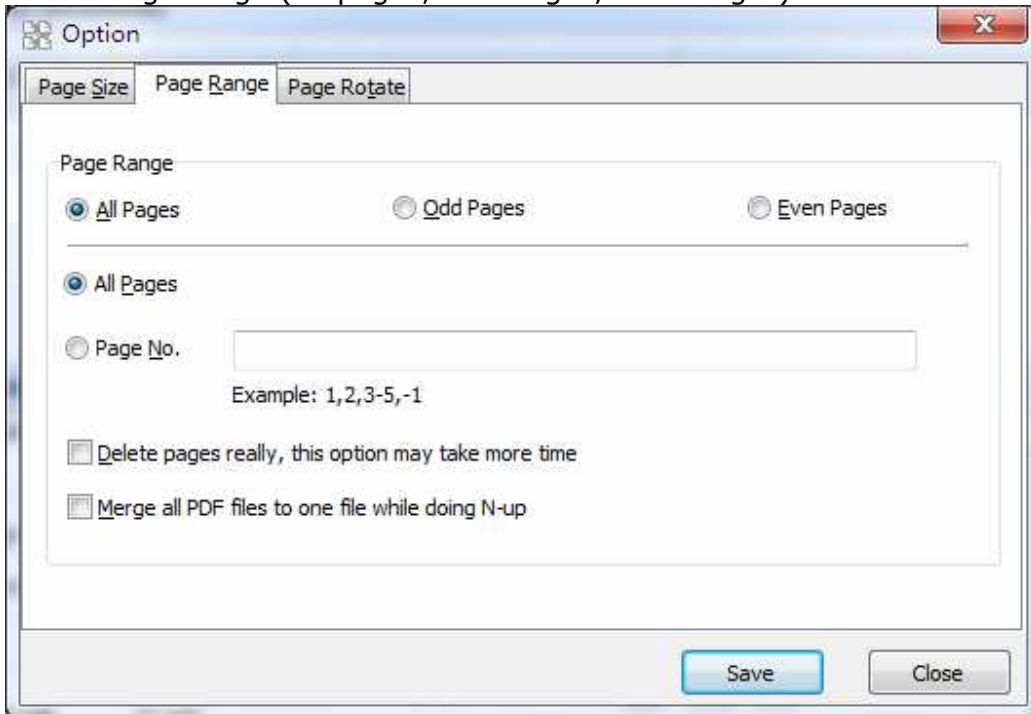 Option
Page Size Page Range Page Rotate
Page Range
All Pages Odd Pages Even Pages
All Pages
Page No.
Example: 1,2,3-5,-1
Delete pages really, this option may take more time
Merge all PDF files to one file while doing N-up
Save Close